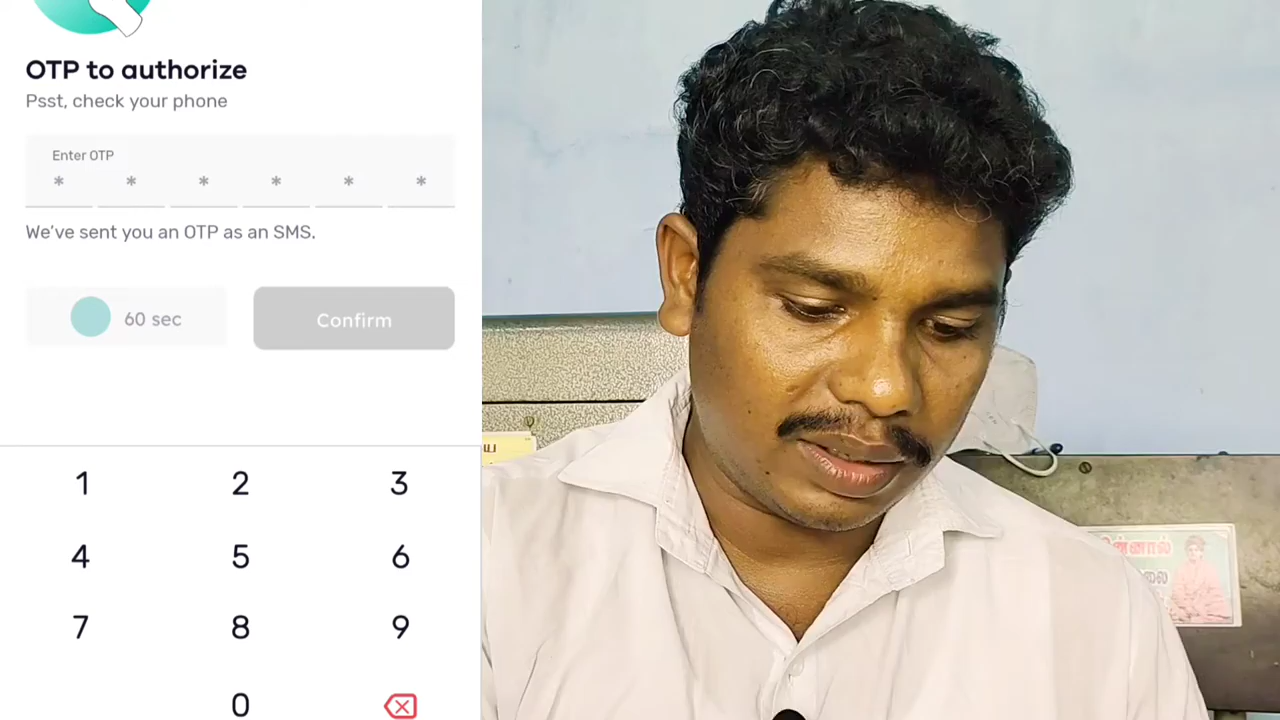 OTP to authorize
Psst, check your phone
Enter OTP
* * * * * *
We've sent you an OTP as an SMS.
60 sec
Confirm
1 2 3
4 5 6
7 8 9
0